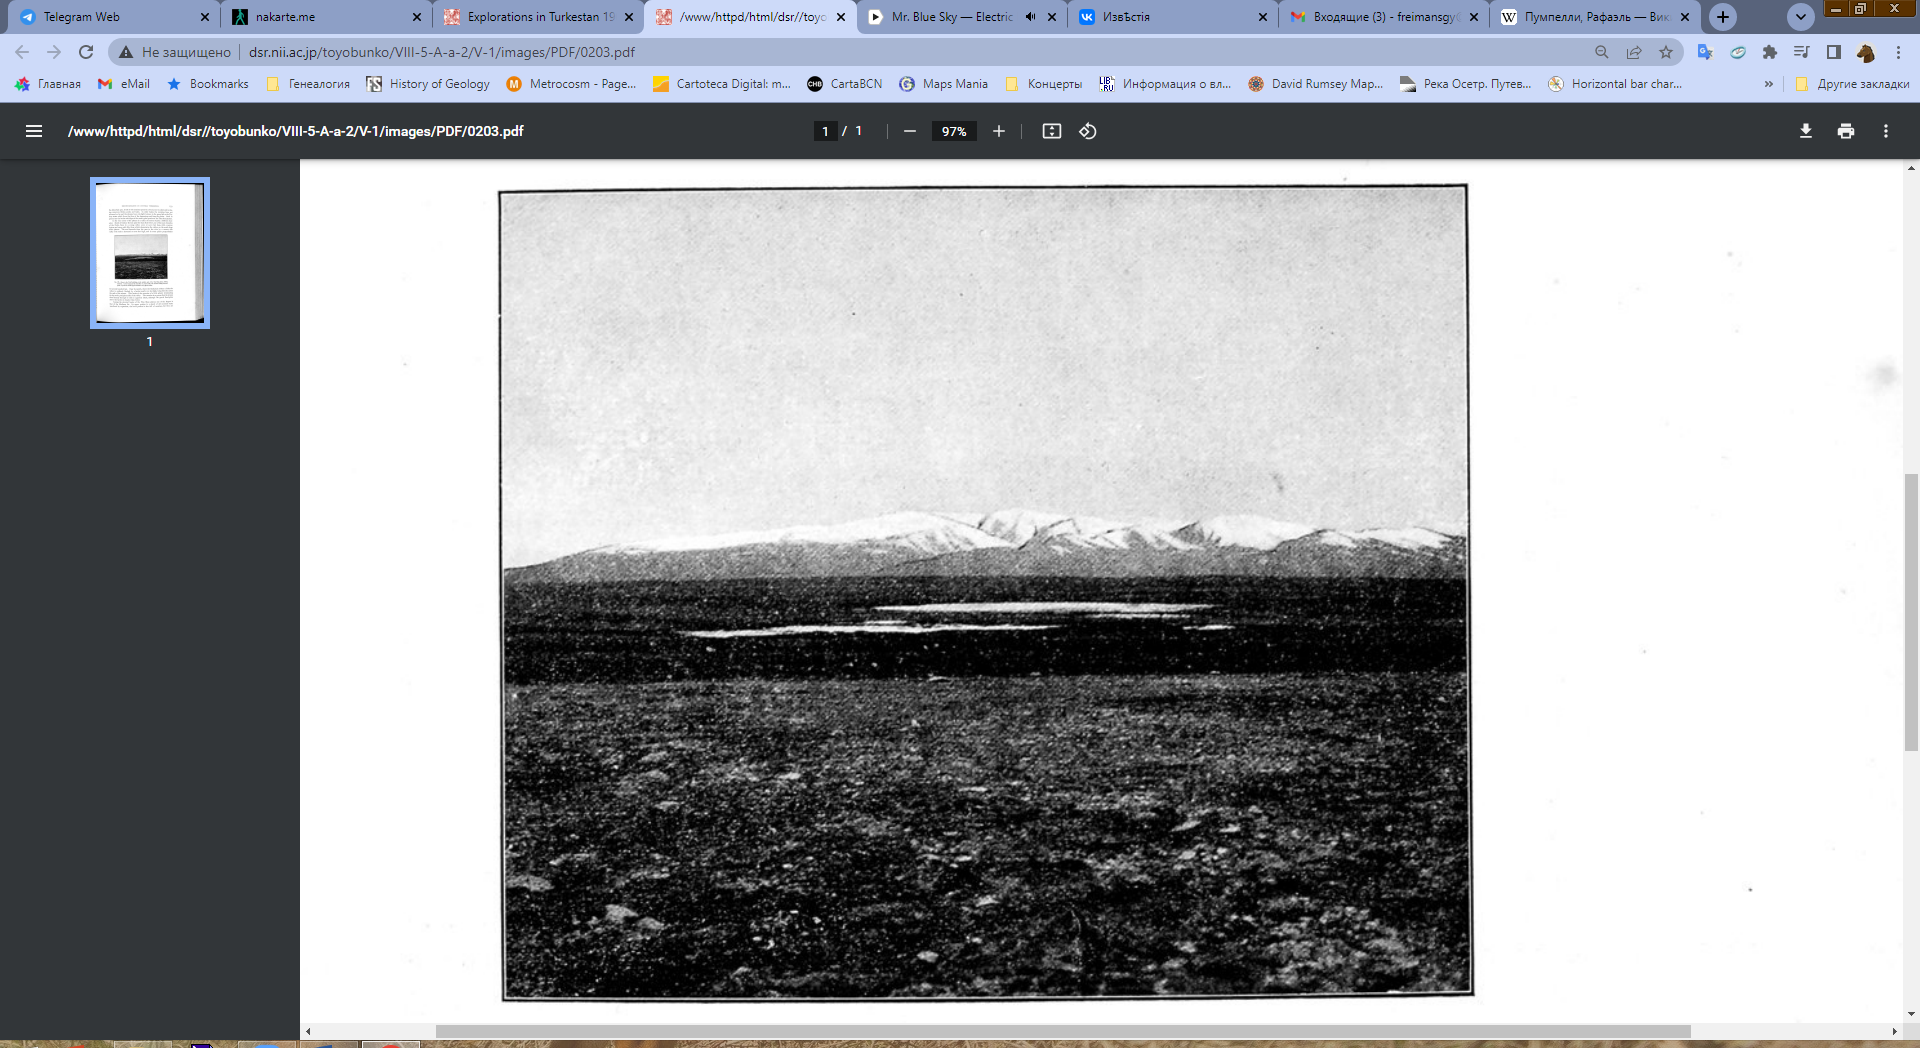 Telegram Web
nakarte.me
Explorations in Turkestan 19
/www/httpd/html/dsr//toyo
Mr. Blue Sky — Electric
ИзвѢстія
Входящие (3) - freimansgy
Пумпелли, Рафаэль — Вик
Не защищено
dsr.nii.ac.jp/toyobunko/VIII-5-A-a-2/V-1/images/PDF/0203.pdf
Главная
eMail
Bookmarks
Генеалогия
History of Geology
Metrocosm - Page...
Cartoteca Digital: m...
CartaBCN
Maps Mania
Концерты
Информация о вл...
David Rumsey Map...
Река Осетр. Путев...
Horizontal bar char...
»
Другие закладки
/www/httpd/html/dsr//toyobunko/VIII-5-A-a-2/V-1/images/PDF/0203.pdf
1 / 1
97%
1